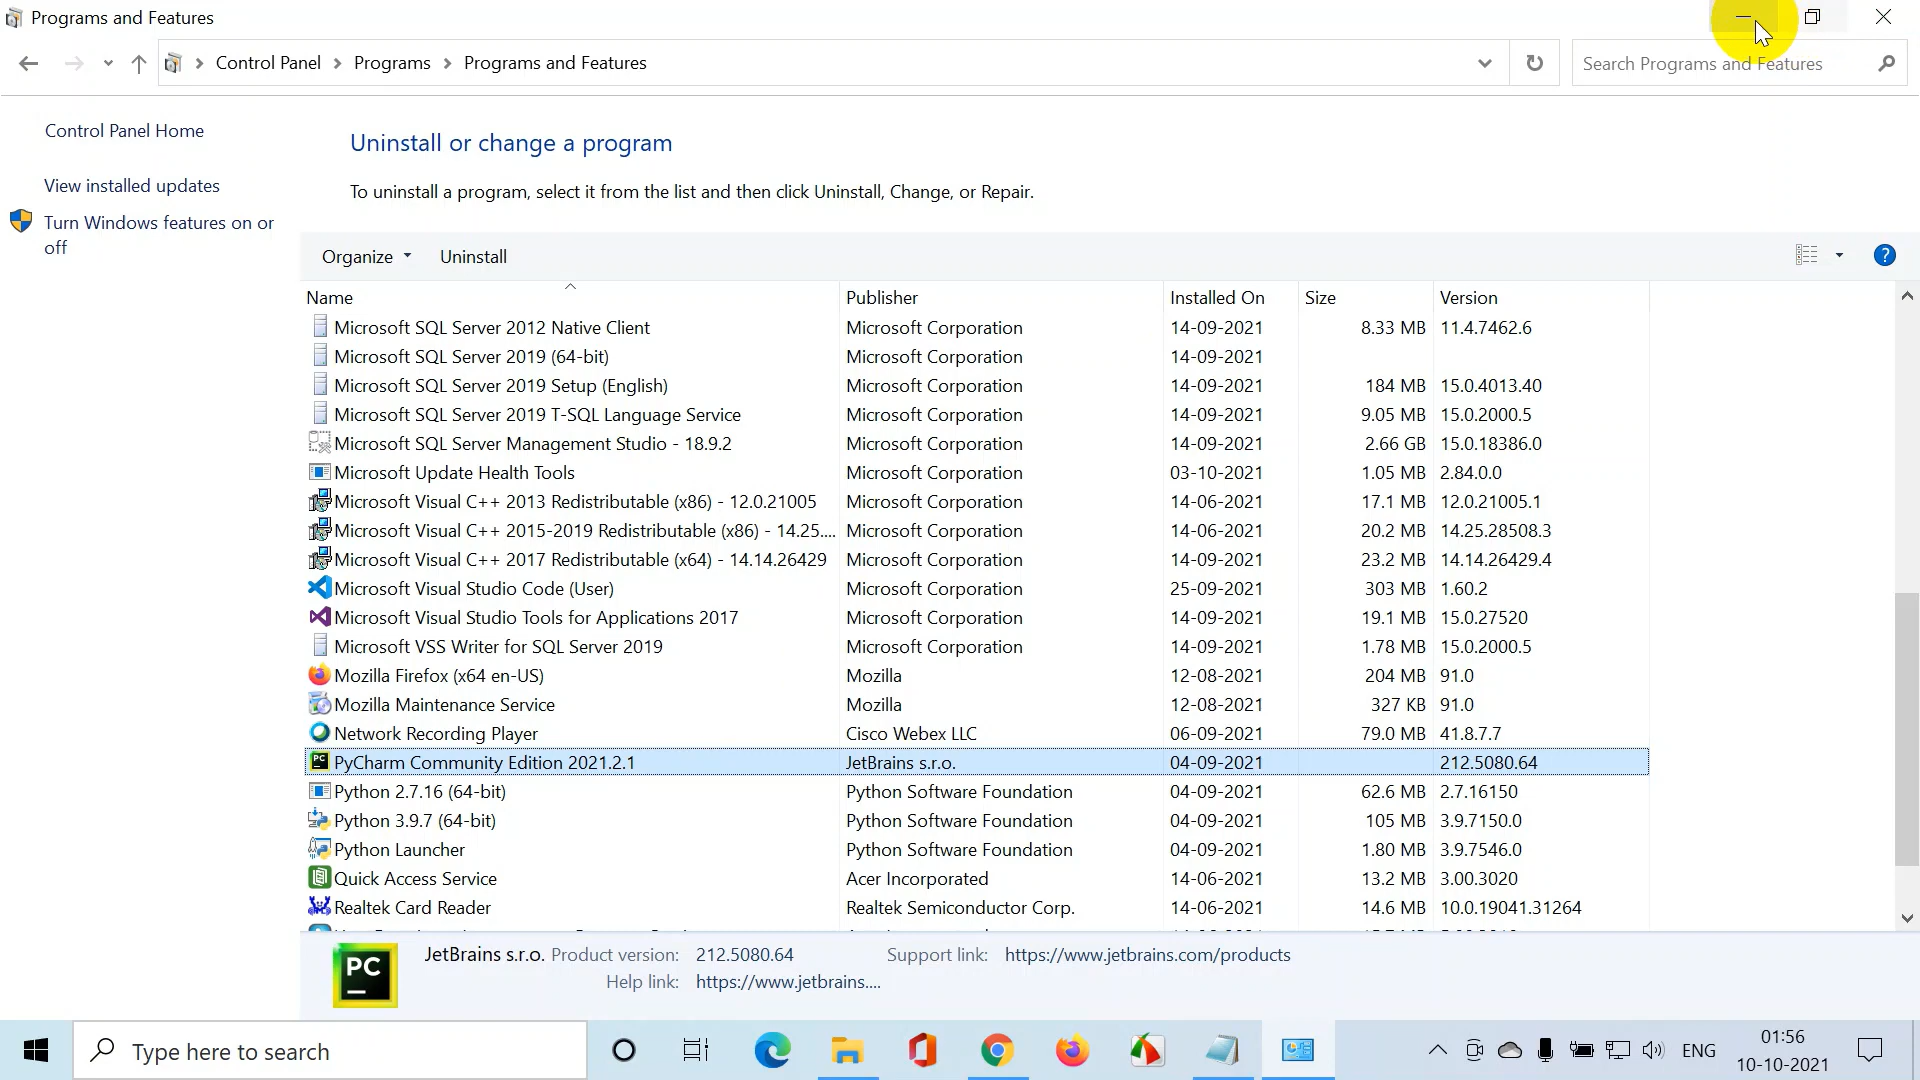 Programs and Features
Control Panel > Programs > Programs and Features
Search Programs and Features
Control Panel Home
View installed updates
Turn Windows features on or
off
Uninstall or change a program
To uninstall a program, select it from the list and then click Uninstall, Change, or Repair.
Organize Uninstall
?
Name Publisher Installed On Size Version
Microsoft SQL Server 2012 Native Client Microsoft Corporation 14-09-2021 8.33 MB 11.4.7462.6
Microsoft SQL Server 2019 (64-bit) Microsoft Corporation 14-09-2021
Microsoft SQL Server 2019 Setup (English) Microsoft Corporation 14-09-2021 184 MB 15.0.4013.40
Microsoft SQL Server 2019 T-SQL Language Service Microsoft Corporation 14-09-2021 9.05 MB 15.0.2000.5
Microsoft SQL Server Management Studio - 18.9.2 Microsoft Corporation 14-09-2021 2.66 GB 15.0.18386.0
Microsoft Update Health Tools Microsoft Corporation 03-10-2021 1.05 MB 2.84.0.0
Microsoft Visual C++ 2013 Redistributable (x86) - 12.0.21005 Microsoft Corporation 14-06-2021 17.1 MB 12.0.21005.1
Microsoft Visual C++ 2015-2019 Redistributable (x86) - 14.25.... Microsoft Corporation 14-06-2021 20.2 MB 14.25.28508.3
Microsoft Visual C++ 2017 Redistributable (x64) - 14.14.26429 Microsoft Corporation 14-09-2021 23.2 MB 14.14.26429.4
Microsoft Visual Studio Code (User) Microsoft Corporation 25-09-2021 303 MB 1.60.2
Microsoft Visual Studio Tools for Applications 2017 Microsoft Corporation 14-09-2021 19.1 MB 15.0.27520
Microsoft VSS Writer for SQL Server 2019 Microsoft Corporation 14-09-2021 1.78 MB 15.0.2000.5
Mozilla Firefox (x64 en-US) Mozilla 12-08-2021 204 MB 91.0
Mozilla Maintenance Service Mozilla 12-08-2021 327 KB 91.0
Network Recording Player Cisco Webex LLC 06-09-2021 79.0 MB 41.8.7.7
PyCharm Community Edition 2021.2.1 JetBrains s.r.o. 04-09-2021 212.5080.64
Python 2.7.16 (64-bit) Python Software Foundation 04-09-2021 62.6 MB 2.7.16150
Python 3.9.7 (64-bit) Python Software Foundation 04-09-2021 105 MB 3.9.7150.0
Python Launcher Python Software Foundation 04-09-2021 1.80 MB 3.9.7546.0
Quick Access Service Acer Incorporated 14-06-2021 13.2 MB 3.00.3020
Realtek Card Reader Realtek Semiconductor Corp. 14-06-2021 14.6 MB 10.0.19041.31264
PC
JetBrains s.r.o. Product version: 212.5080.64 Support link: https://www.jetbrains.com/products
Help link: https://www.jetbrains....
Type here to search
ENG
01:56
10-10-2021